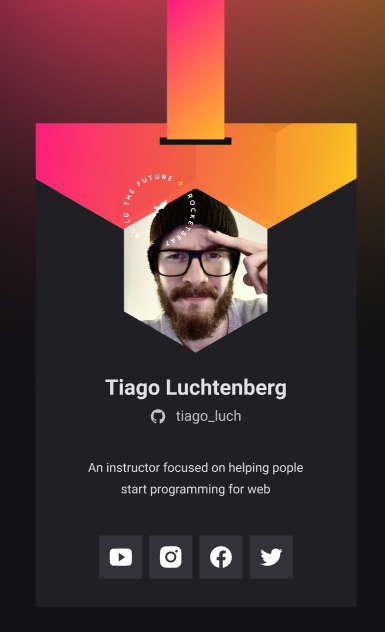 BUILD THE FUTURE
ROCKETSEAT
Tiago Luchtenberg
tiago_luch
An instructor focused on helping pople
start programming for web